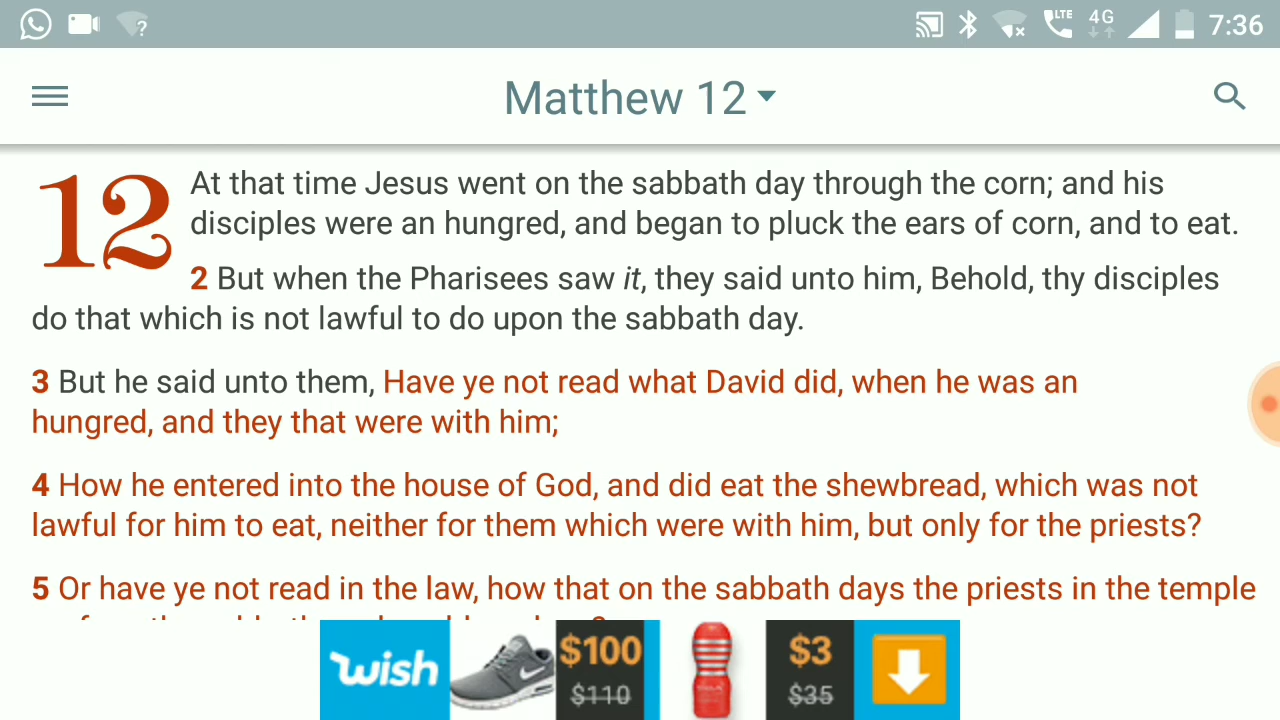 LTE
4G
7:36
Matthew 12
12 At that time Jesus went on the sabbath day through the corn; and his
disciples were an hungred, and began to pluck the ears of corn, and to eat.
2 But when the Pharisees saw it, they said unto him, Behold, thy disciples
do that which is not lawful to do upon the sabbath day.
3 But he said unto them, Have ye not read what David did, when he was an
hungred, and they that were with him;
4 How he entered into the house of God, and did eat the shewbread, which was not
lawful for him to eat, neither for them which were with him, but only for the priests?
5 Or have ye not read in the law, how that on the sabbath days the priests in the temple
wish
$100
$110
$3
$35